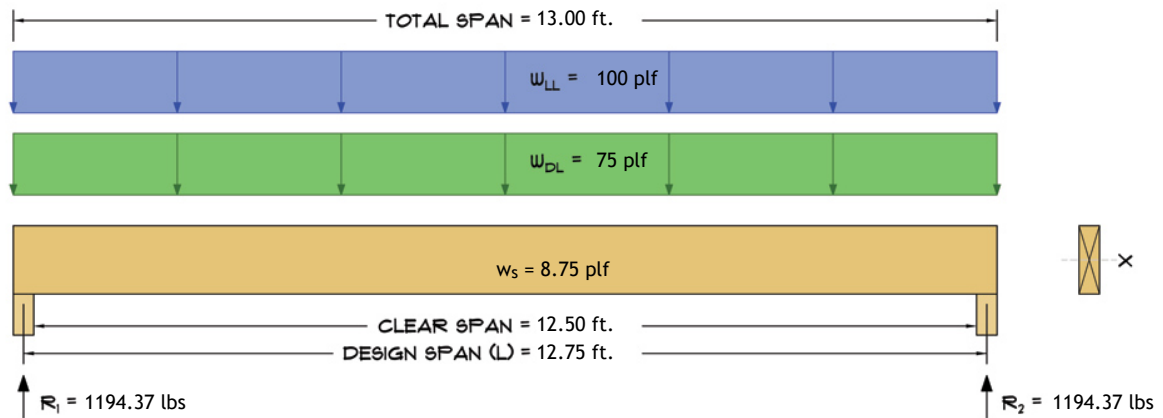 TOTAL SPAN = 13.00 ft.
WLL = 100 plf
WDL = 75 plf
ws = 8.75 plf
X
CLEAR SPAN = 12.50 ft.
DESIGN SPAN (L) = 12.75 ft.
R1 = 1194.37 lbs
R2 = 1194.37 lbs